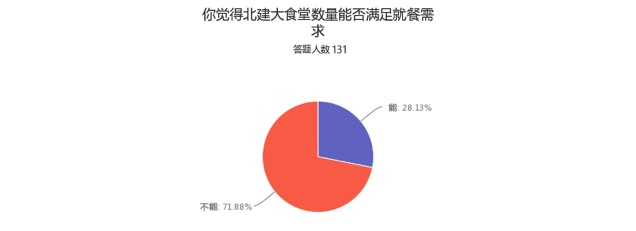 你觉得北建大食堂数量能否满足就餐需
求
答题人数 131
能: 28.13%
不能: 71.88%